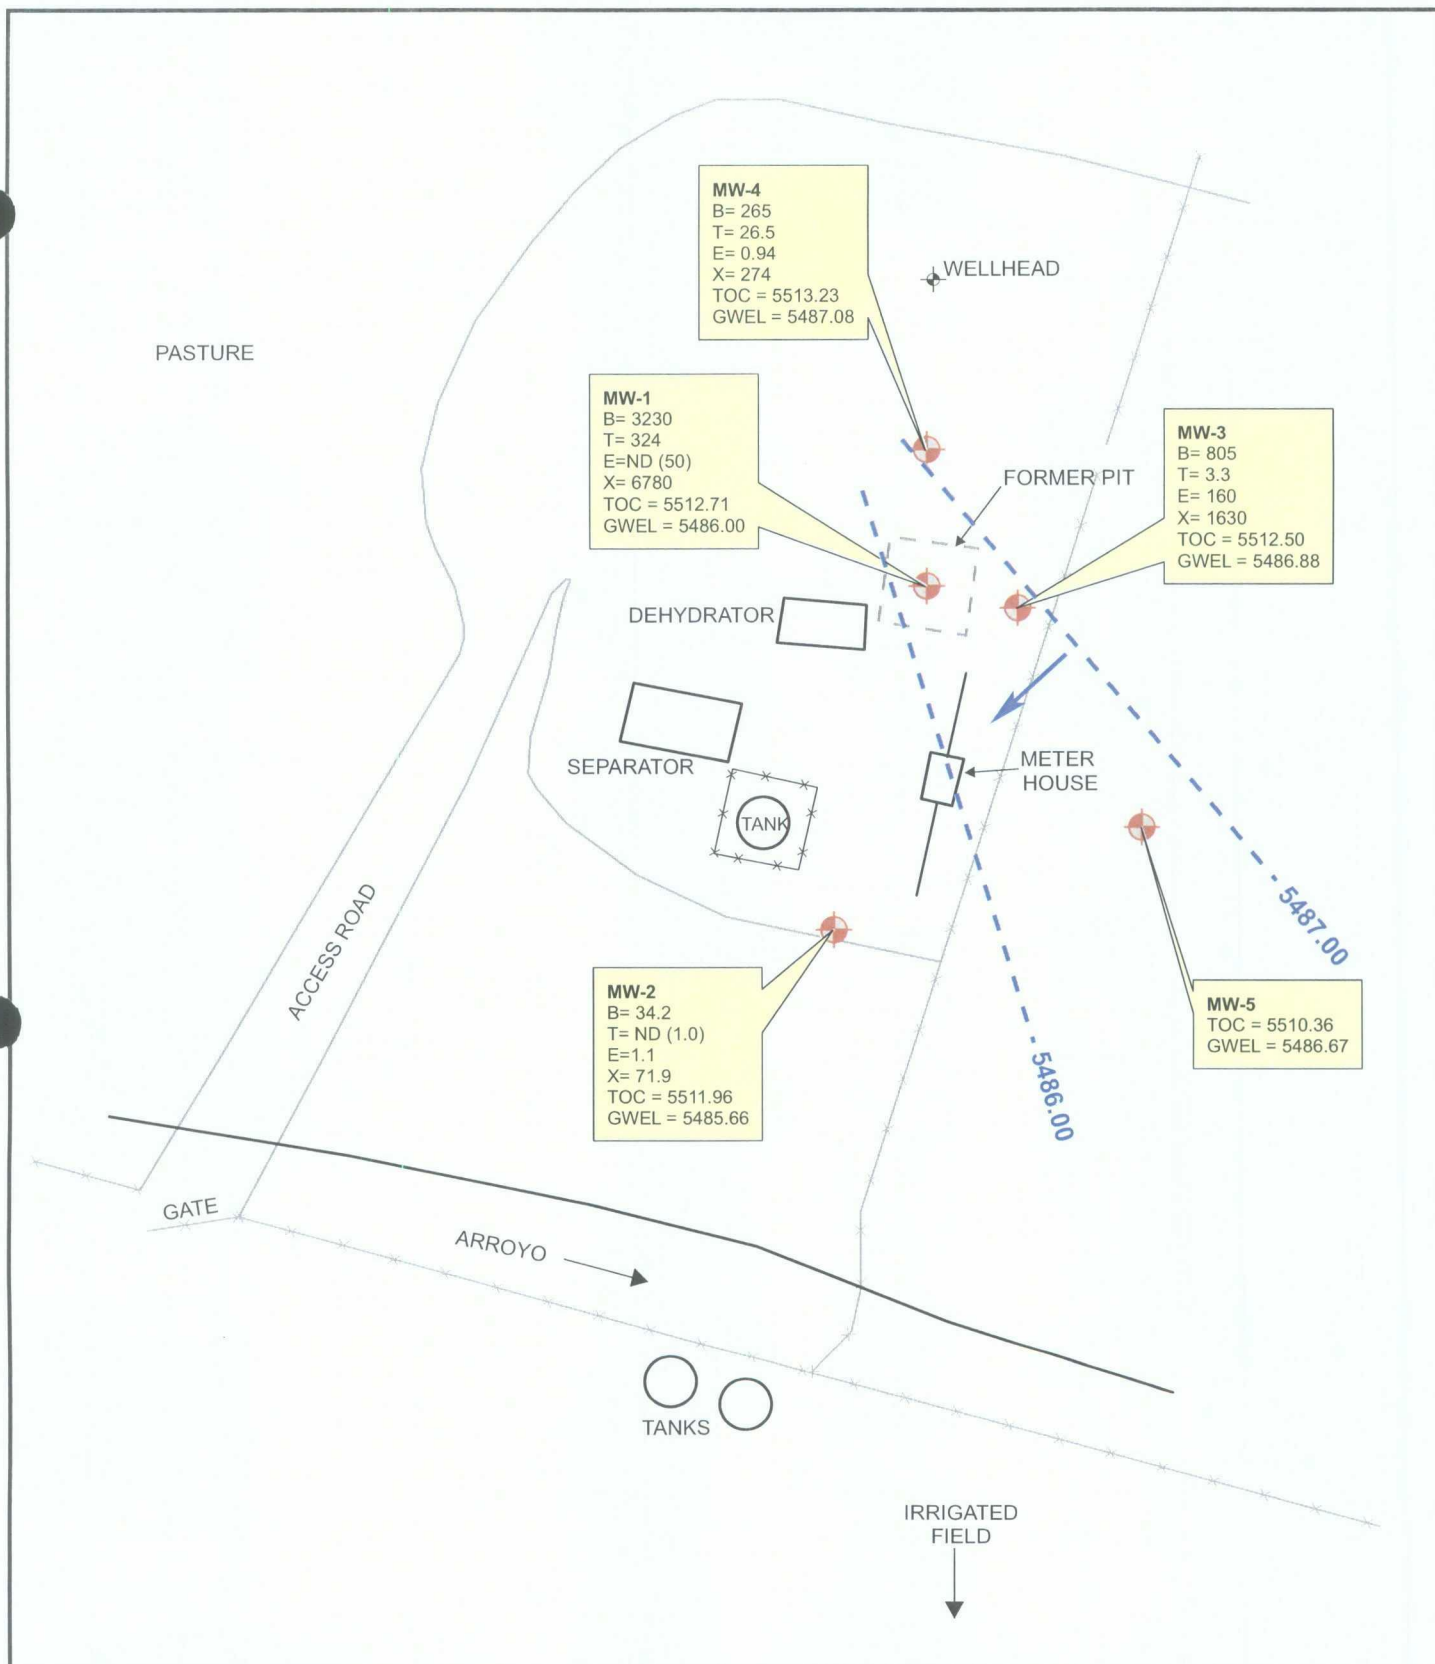 MW-4
B= 265
T= 26.5
E= 0.94
X= 274
TOC = 5513.23
GWEL = 5487.08
WELLHEAD
PASTURE
MW-1
B= 3230
T= 324
E=ND (50)
X= 6780
TOC = 5512.71
GWEL = 5486.00
MW-3
B= 805
T= 3.3
E= 160
X= 1630
TOC = 5512.50
GWEL = 5486.88
FORMER PIT
DEHYDRATOR
SEPARATOR
METER
HOUSE
TANK
ACCESS ROAD
5487.00
MW-2
B= 34.2
T= ND (1.0)
E=1.1
X= 71.9
TOC = 5511.96
GWEL = 5485.66
MW-5
TOC = 5510.36
GWEL = 5486.67
5486.00
GATE
ARROYO
TANKS
IRRIGATED
FIELD